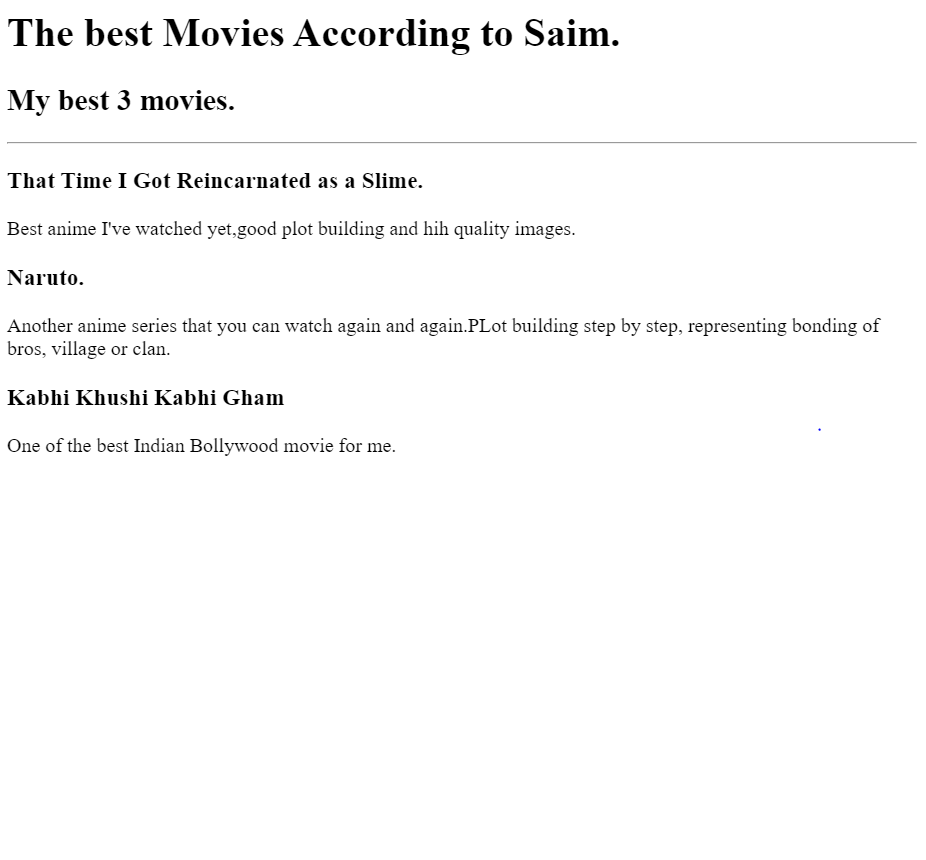 The best Movies According to Saim.
My best 3 movies.
That Time I Got Reincarnated as a Slime.
Best anime I've watched yet,good plot building and hih quality images.
Naruto.
Another anime series that you can watch again and again.PLot building step by step, representing bonding of
bros, village or clan.
Kabhi Khushi Kabhi Gham
One of the best Indian Bollywood movie for me.